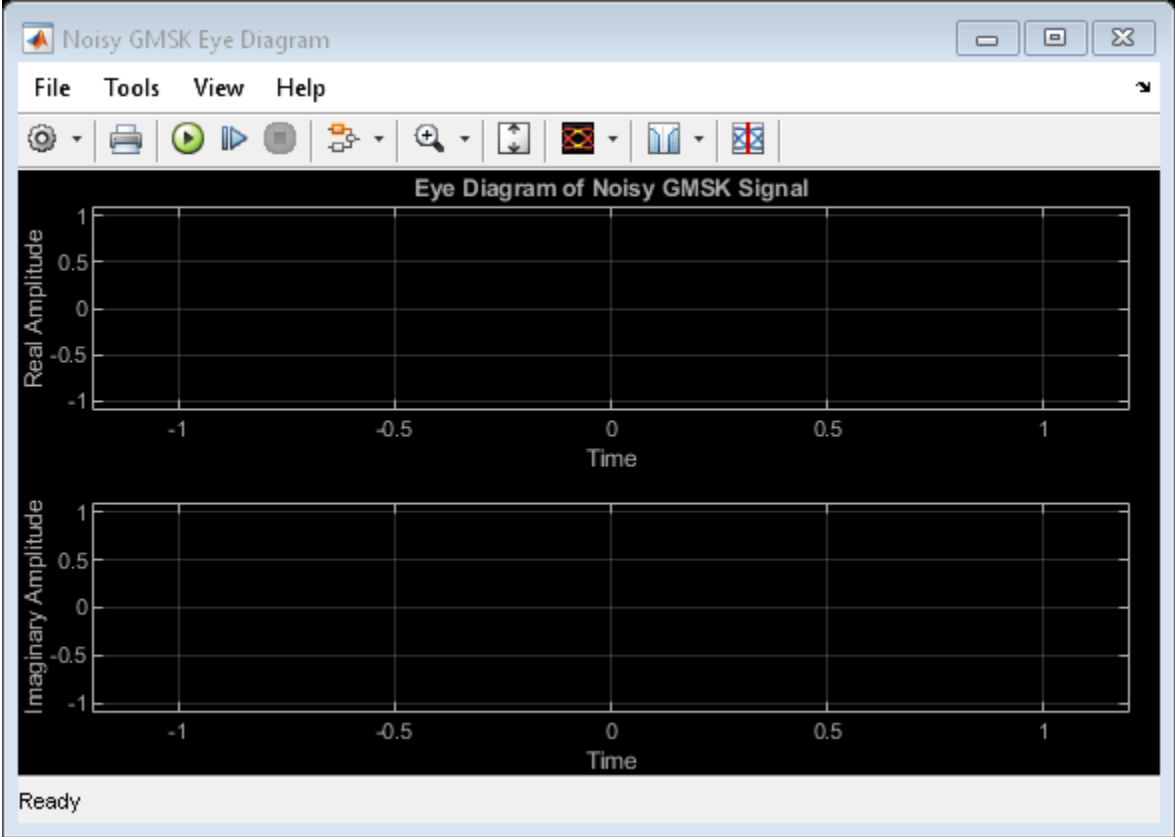 Noisy GMSK Eye Diagram
File Tools View Help
Eye Diagram of Noisy GMSK Signal
Real Amplitude
1
0.5
0
-0.5
-1
-1 -0.5 0 0.5 1
Time
Imaginary Amplitude
1
0.5
0
-0.5
-1
-1 -0.5 0 0.5 1
Time
Ready